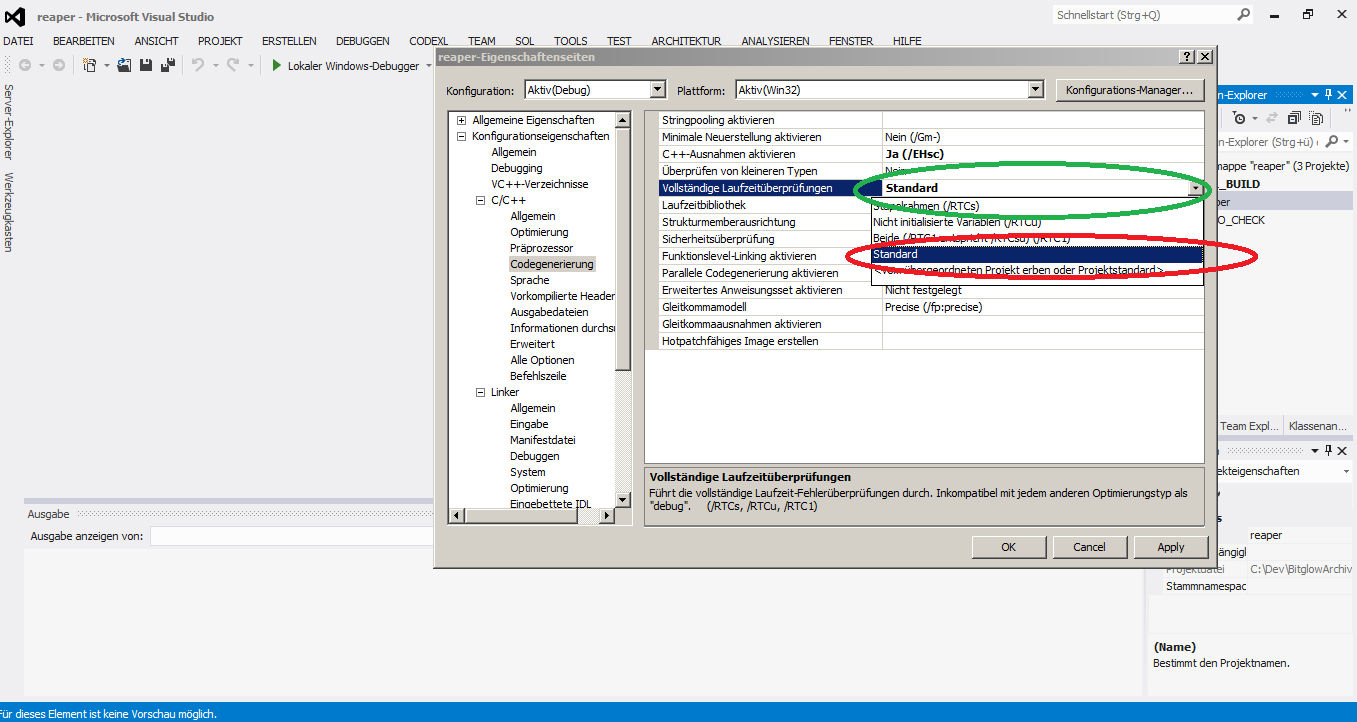 reaper - Microsoft Visual Studio
Schnellstart (Strg+Q)
DATEI BEARBEITEN ANSICHT PROJEKT ERSTELLEN DEBUGGEN CODEXL TEAM SQL TOOLS TEST ARCHITEKTUR ANALYSIEREN FENSTER HILFE
Lokaler Windows-Debugger
Server-Explorer
Werkzeugkasten
reaper-Eigenschaftenseiten
Konfiguration: Aktiv(Debug) Plattform: Aktiv(Win32) Konfigurations-Manager...
Allgemeine Eigenschaften
Konfigurationseigenschaften
Allgemein
Debugging
VC++-Verzeichnisse
C/C++
Allgemein
Optimierung
Präprozessor
Codegenerierung
Sprache
Vorkompilierte Header
Ausgabedateien
Informationen durchsu
Erweitert
Alle Optionen
Befehlszeile
Linker
Allgemein
Eingabe
Manifestdatei
Debuggen
System
Optimierung
Eingebettete IDL
Stringpooling aktivieren
Minimale Neuerstellung aktivieren Nein (/Gm-)
C++-Ausnahmen aktivieren Ja (/EHsc)
Überprüfen von kleineren Typen Nein
Vollständige Laufzeitüberprüfungen Standard
Laufzeitbibliothek
Strukturmemberausrichtung
Sicherheitsüberprüfung
Funktionslevel-Linking aktivieren
Parallele Codegenerierung aktivieren
Erweitertes Anweisungsset aktivieren Nicht festgelegt
Gleitkommamodell Precise (/fp:precise)
Gleitkommaausnahmen aktivieren
Hotpatchfähiges Image erstellen
Stapelrahmen (/RTCs)
Nicht initialisierte Variablen (/RTCu)
Beide (/RTC1 entspricht /RTCsu) (/RTC1)
Standard
<Vom übergeordneten Projekt erben oder Projektstandard>
Vollständige Laufzeitüberprüfungen
Führt die vollständige Laufzeit-Fehlerüberprüfungen durch. Inkompatibel mit jedem anderen Optimierungstyp als
"debug". (/RTCs, /RTCu, /RTC1)
OK Cancel Apply
n-Explorer
n-Explorer (Strg+ü)
mappe "reaper" (3 Projekte)
_BUILD
per
O_CHECK
Team Expl... Klassenan...
ekteigenschaften
s
reaper
ängigl
Projektdatei C:\Dev\BitglowArchiv
Stammnamespac
(Name)
Bestimmt den Projektnamen.
Ausgabe
Ausgabe anzeigen von:
Für dieses Element ist keine Vorschau möglich.